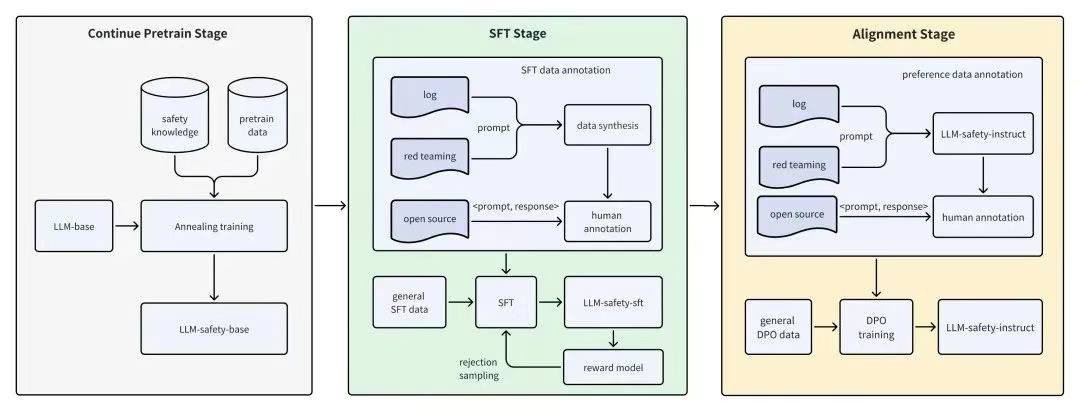 Continue Pretrain Stage
safety
knowledge
pretrain
data
LLM-base
Annealing training
LLM-safety-base
SFT Stage
SFT data annotation
log
prompt
data synthesis
red teaming
open source
<prompt, response>
human
annotation
general
SFT data
SFT
LLM-safety-sft
rejection
sampling
reward model
Alignment Stage
preference data annotation
log
prompt
LLM-safety-instruct
red teaming
open source
<prompt, response>
human annotation
general
DPO data
DPO
training
LLM-safety-instruct